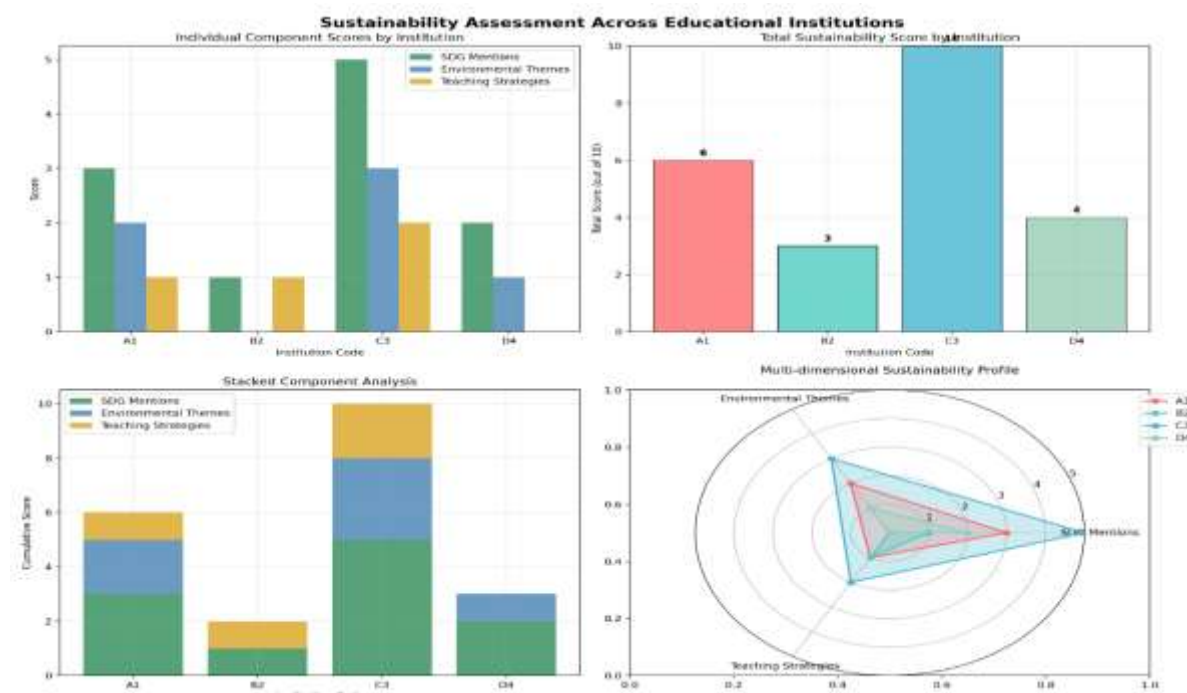 Sustainability Assessment Across Educational Institutions
Individual Component Scores by Institution
SDG Mentions
Environmental Themes
Teaching Strategies
Score
5
4
3
2
1
0
A1
B2
C3
D4
Institution Code
Total Sustainability Score by Institution
Total Score (out of 10)
10
8
6
4
2
0
6
3
4
A1
B2
C3
D4
Institution Code
Stacked Component Analysis
SDG Mentions
Environmental Themes
Teaching Strategies
Cumulative Score
10
8
6
4
2
0
A1
B2
C3
D4
Multi-dimensional Sustainability Profile
1.0
0.8
0.6
0.4
0.2
0.0
0.0
0.2
0.4
0.6
0.8
1.0
Environmental Themes
Mentions
Teaching Strategies
1
2
3
4
5